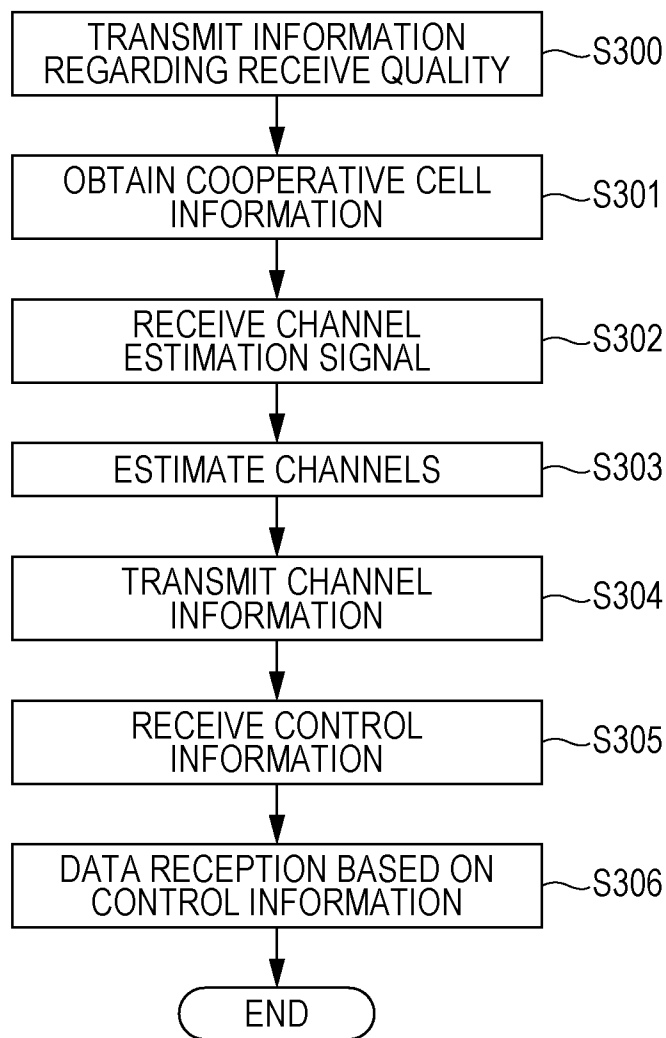 TRANSMIT INFORMATION
REGARDING RECEIVE QUALITY
S300
OBTAIN COOPERATIVE CELL
INFORMATION
S301
RECEIVE CHANNEL
ESTIMATION SIGNAL
S302
ESTIMATE CHANNELS
S303
TRANSMIT CHANNEL
INFORMATION
S304
RECEIVE CONTROL
INFORMATION
S305
DATA RECEPTION BASED ON
CONTROL INFORMATION
S306
END